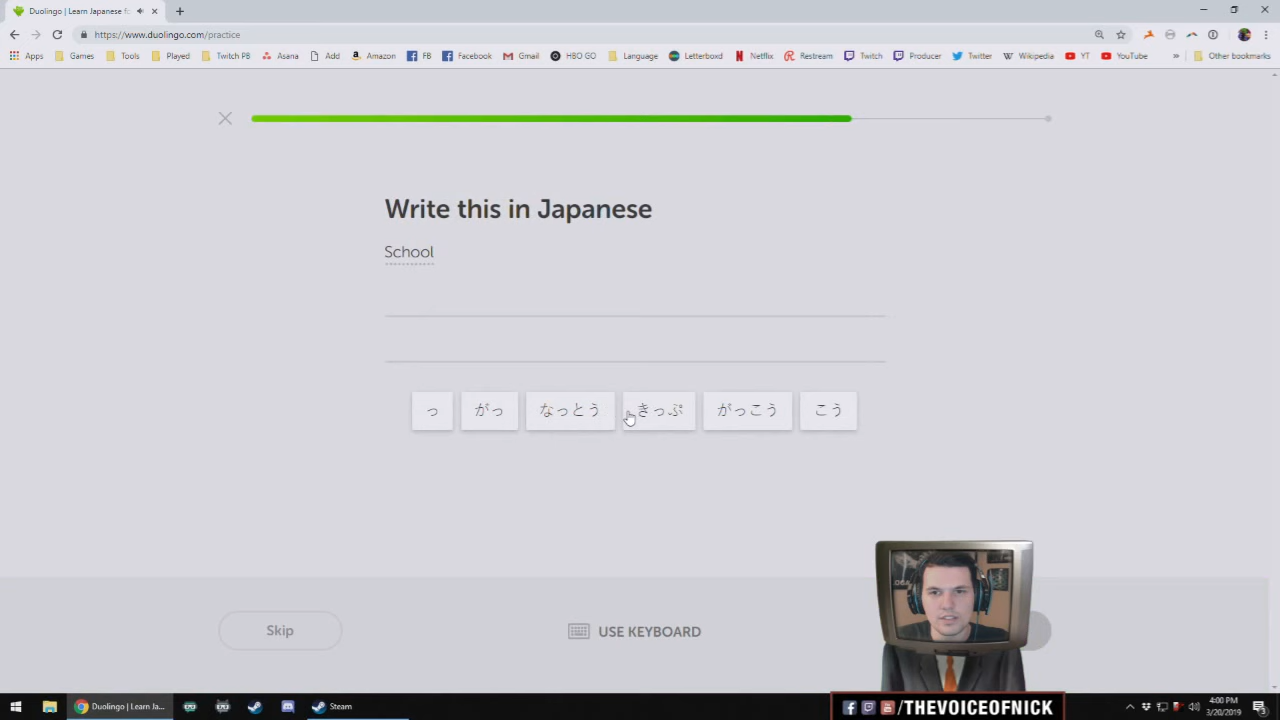 Duolingo | Learn Japanese fo
https://www.duolingo.com/practice
Apps Games Tools Played Twitch PB Asana Add Amazon FB Facebook Gmail HBO GO Language Letterboxd Netflix Restream Twitch Producer Twitter Wikipedia YT YouTube » Other bookmarks
Write this in Japanese
School
っ がっ なっとう きっぷ がっこう こう
Skip USE KEYBOARD
Duolingo | Learn Ja... Steam
/THEVOICEOFNICK
4:00 PM
3/20/2019